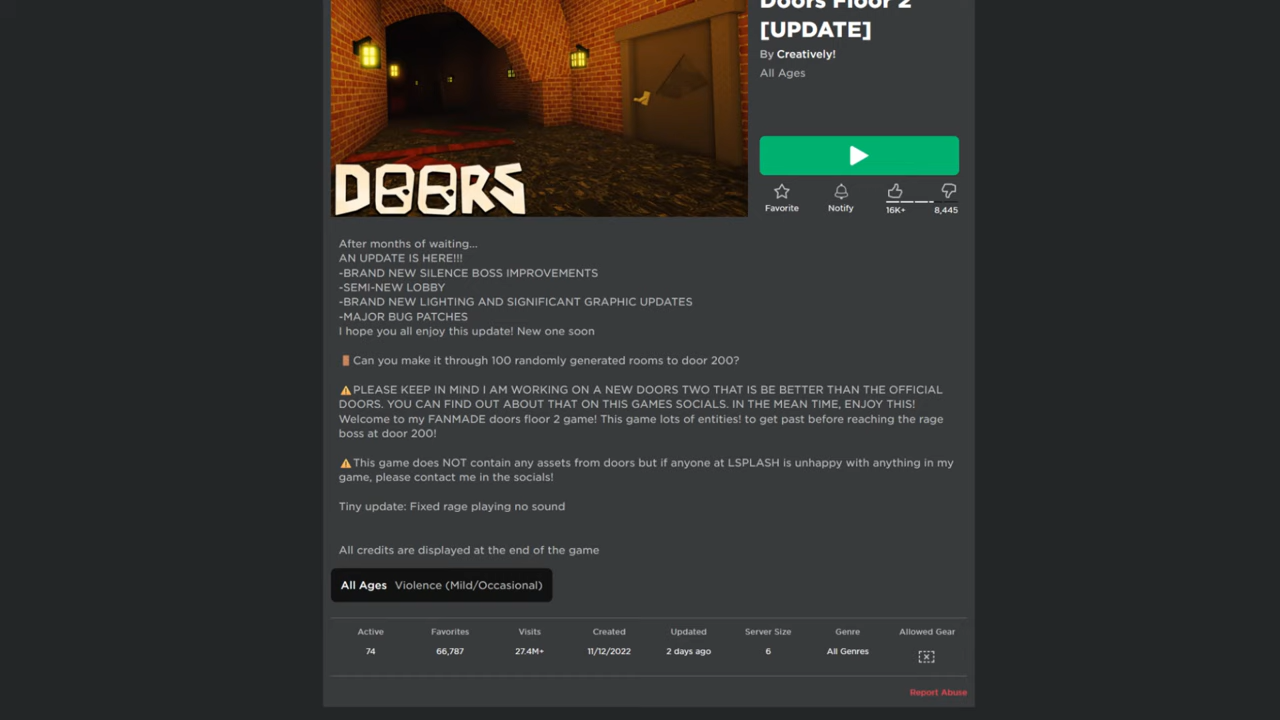 Doors Floor 2
[UPDATE]
By Creatively!
All Ages
DOORS
Favorite
Notify
16K+
8,445
After months of waiting...
AN UPDATE IS HERE!!!
-BRAND NEW SILENCE BOSS IMPROVEMENTS
-SEMI-NEW LOBBY
-BRAND NEW LIGHTING AND SIGNIFICANT GRAPHIC UPDATES
-MAJOR BUG PATCHES
I hope you all enjoy this update! New one soon
🚪Can you make it through 100 randomly generated rooms to door 200?
⚠️PLEASE KEEP IN MIND I AM WORKING ON A NEW DOORS TWO THAT IS BE BETTER THAN THE OFFICIAL
DOORS. YOU CAN FIND OUT ABOUT THAT ON THIS GAMES SOCIALS. IN THE MEAN TIME, ENJOY THIS!
Welcome to my FANMADE doors floor 2 game! This game lots of entities! to get past before reaching the rage
boss at door 200!
⚠️This game does NOT contain any assets from doors but if anyone at LSPLASH is unhappy with anything in my
game, please contact me in the socials!
Tiny update: Fixed rage playing no sound
All credits are displayed at the end of the game
All Ages Violence (Mild/Occasional)
Active Favorites Visits Created Updated Server Size Genre Allowed Gear
74 66,787 27.4M+ 11/12/2022 2 days ago 6 All Genres
Report Abuse